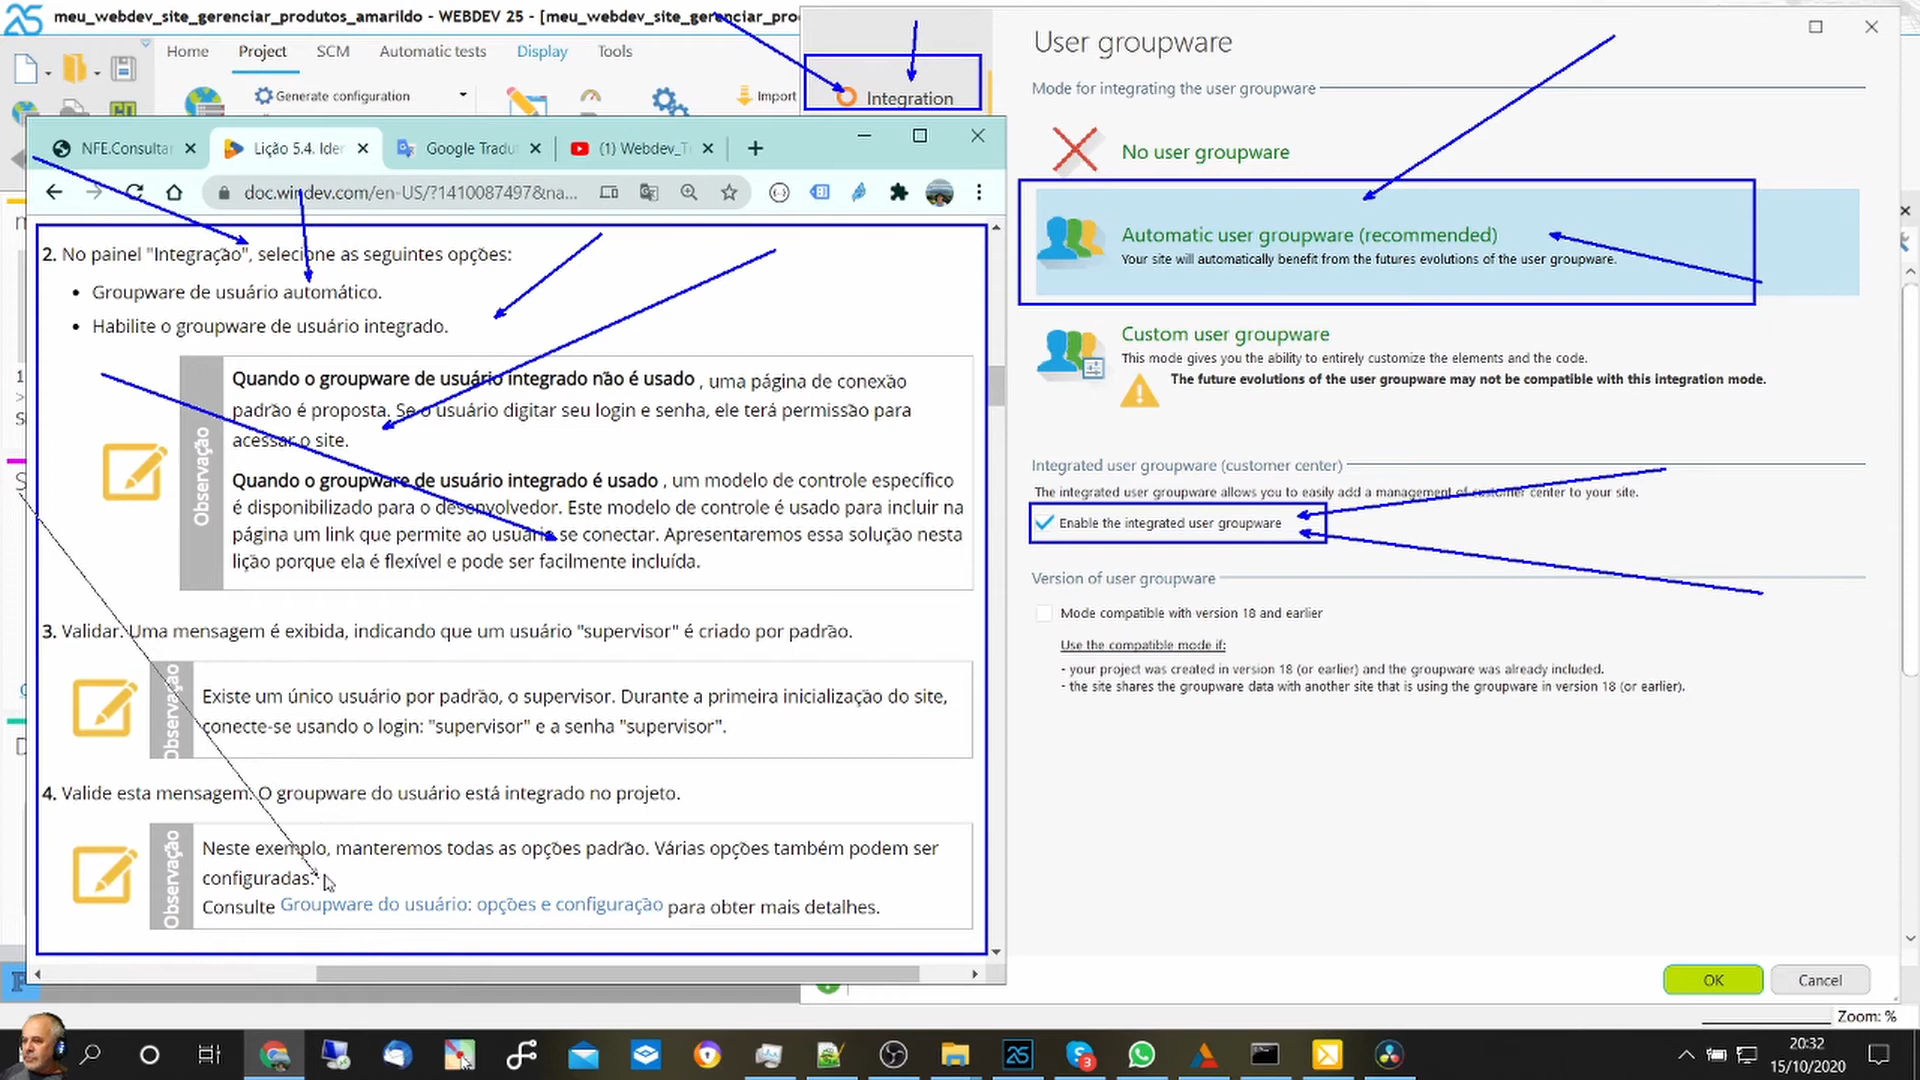 meu_webdev_site_gerenciar_produtos_amarildo - WEBDEV 25 - [meu_webdev_site_gerenciar_pro
Home Project SCM Automatic tests Display Tools
Generate configuration
Import
Integration
NFE.Consultar
Lição 5.4. Iden
Google Tradut
(1) Webdev_T
doc.windev.com/en-US/?1410087497&na...
2. No painel "Integração", selecione as seguintes opções:
• Groupware de usuário automático.
• Habilite o groupware de usuário integrado.
Observação
Quando o groupware de usuário integrado não é usado , uma página de conexão
padrão é proposta. Se o usuário digitar seu login e senha, ele terá permissão para
acessar o site.
Quando o groupware de usuário integrado é usado , um modelo de controle específico
é disponibilizado para o desenvolvedor. Este modelo de controle é usado para incluir na
página um link que permite ao usuário se conectar. Apresentaremos essa solução nesta
lição porque ela é flexível e pode ser facilmente incluída.
3. Validar. Uma mensagem é exibida, indicando que um usuário "supervisor" é criado por padrão.
Observação
Existe um único usuário por padrão, o supervisor. Durante a primeira inicialização do site,
conecte-se usando o login: "supervisor" e a senha "supervisor".
4. Valide esta mensagem. O groupware do usuário está integrado no projeto.
Observação
Neste exemplo, manteremos todas as opções padrão. Várias opções também podem ser
configuradas.
Consulte Groupware do usuário: opções e configuração para obter mais detalhes.
User groupware
Mode for integrating the user groupware
No user groupware
Automatic user groupware (recommended)
Your site will automatically benefit from the futures evolutions of the user groupware.
Custom user groupware
This mode gives you the ability to entirely customize the elements and the code.
The future evolutions of the user groupware may not be compatible with this integration mode.
Integrated user groupware (customer center)
The integrated user groupware allows you to easily add a management of customer center to your site.
Enable the integrated user groupware
Version of user groupware
Mode compatible with version 18 and earlier
Use the compatible mode if:
- your project was created in version 18 (or earlier) and the groupware was already included.
- the site shares the groupware data with another site that is using the groupware in version 18 (or earlier).
OK
Cancel
Zoom: %
20:32
15/10/2020